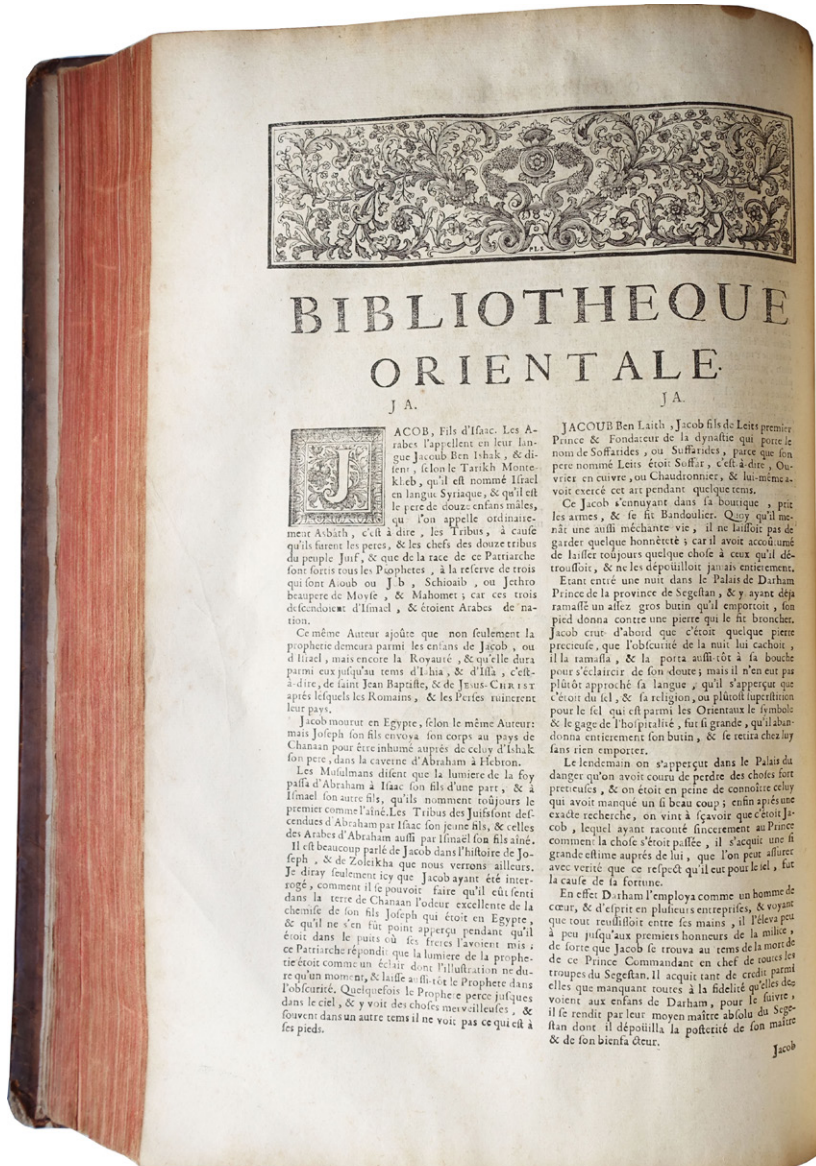 BIBLIOTHEQUE
ORIENTALE.
J A.
JACOB, Fils d'Isaac. Les A-
rabes l'appellent en leur lan-
gue Jacoub Ben Ishak, & di-
sent, selon le Tarikh Monte-
kheb, qu'il est nommé Israel
en langue Syriaque, & qu'il est
le pere de douze enfans mâles,
qu l'on appelle ordinaire-
ment Asbâth, c'est à dire, les Tribus, à cause
qu'ils furent les peres, & les chefs des douze tribus
du peuple Juif, & que de la race de ce Patriarche
sont sortis tous les Prophetes, à la reserve de trois
qui sont Aioub ou J b, Schioaib, ou Jethro
beaupere de Moyse, & Mahomet; car ces trois
descendoient d'Ismael, & étoient Arabes de na-
tion.
Ce même Auteur ajoûte que non seulement la
prophetie demeura parmi les enfans de Jacob, ou
d'Israel, mais encore la Royauté, & qu'elle dura
parmi eux jusqu'au tems d'Iahia, & d'Issa, c'est-
à-dire, de saint Jean Baptiste, & de JESUS-CHRIST
aprés lesquels les Romains, & les Perses ruinerent
leur pays.
Jacob mourut en Egypte, selon le même Auteur:
mais Joseph son fils envoya son corps au pays de
Chanaan pour être inhumé auprés de celuy d'Ishak
son pere, dans la caverne d'Abraham à Hebron.
Les Musulmans disent que la lumiere de la foy
passa d'Abraham à Isaac son fils d'une part, & à
Ismael son autre fils, qu'ils nomment toûjours le
premier comme l'aîné. Les Tribus des Juifs sont des-
cendues d'Abraham par Isaac son jeune fils, & celles
des Arabes d'Abraham aussi par Ismaël son fils aîné.
Il est beaucoup parlé de Jacob dans l'histoire de Jo-
seph, & de Zoleikha que nous verrons ailleurs.
Je diray seulement icy que Jacob ayant été inter-
rogé, comment il se pouvoit faire qu'il eût senti
dans la terre de Chanaan l'odeur excellente de la
chemise de son fils Joseph qui étoit en Egypte,
& qu'il ne s'en fût point apperçu pendant qu'il
étoit dans le puits où ses freres l'avoient mis;
ce Patriarche répondit que la lumiere de la prophe-
tie étoit comme un éclair dont l'illustration ne du-
re qu'un moment, & laisse aussi-tôt le Prophete dans
l'obscurité. Quelquefois le Prophete perce jusques
dans le ciel, & y voit des choses merveilleuses, &
souvent dans un autre tems il ne voit pas ce qui est à
ses pieds.
J A.
JACOUB Ben Laith, Jacob fils de Leits premier
Prince & Fondateur de la dynastie qui porte le
nom de Soffarides, ou Suffarides, parce que son
pere nommé Leits étoit Soffar, c'est-à-dire, Ou-
vrier en cuivre, ou Chaudronnier, & lui-même a-
voit exercé cet art pendant quelque tems.
Ce Jacob s'ennuyant dans sa boutique, prit
les armes, & se fit Bandoulier. Quoy qu'il me-
nât une aussi méchante vie, il ne laissoit pas de
garder quelque honnêteté; car il avoit accoûtumé
de laisser toujours quelque chose à ceux qu'il dé-
troussoit, & ne les dépouilloit jamais entierement.
Etant entré une nuit dans le Palais de Darham
Prince de la province de Segestan, & y ayant déja
ramassé un assez gros butin qu'il emportoit, son
pied donna contre une pierre qui le fit broncher.
Jacob crut d'abord que c'étoit quelque pierre
precieuse, que l'obscurité de la nuit lui cachoit,
il la ramassa, & la porta aussi-tôt à sa bouche
pour s'éclaircir de son doute; mais il n'en eut pas
plûtôt approché sa langue, qu'il s'apperçut que
c'étoit du sel, & sa religion, ou plûtost superstition
pour le sel qui est parmi les Orientaux le symbole
& le gage de l'hospitalité, fut si grande, qu'il aban-
donna entierement son butin, & se retira chez luy
sans rien emporter.
Le lendemain on s'apperçut dans le Palais du
danger qu'on avoit couru de perdre des choses fort
pretieuses, & on étoit en peine de connoître celuy
qui avoit manqué un si beau coup; enfin aprés une
exacte recherche, on vint à sçavoir que c'étoit Ja-
cob, lequel ayant raconté sincerement au Prince
comment la chose s'étoit passée, il s'acquit une si
grande estime auprés de lui, que l'on peut assurer
avec verité que ce respect qu'il eut pour le sel, fut
la cause de sa fortune.
En effet Darham l'employa comme un homme de
cœur, & d'esprit en plusieurs entreprises, & voyant
que tout reussissoit entre ses mains, il l'éleva peu
à peu jusqu'aux premiers honneurs de la milice,
de sorte que Jacob se trouva au tems de la mort de
de ce Prince Commandant en chef de toutes les
troupes du Segestan. Il acquit tant de credit parmi
elles que manquant toutes à la fidelité qu'elles de-
voient aux enfans de Darham, pour le suivre,
il se rendit par leur moyen maître absolu du Sege-
stan dont il dépoüilla la posterité de son maître
& de son bienfa cteur.
Jacob